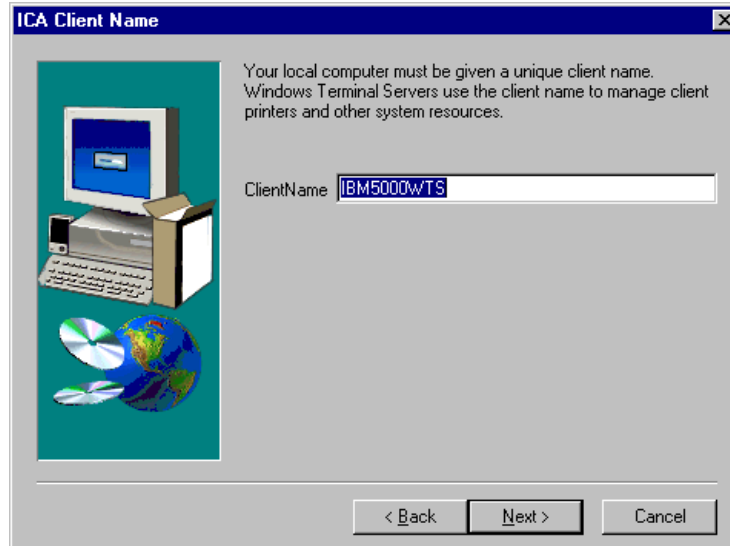 ICA Client Name
Your local computer must be given a unique client name.
Windows Terminal Servers use the client name to manage client
printers and other system resources.
ClientName IBM5000WTS
< Back Next > Cancel